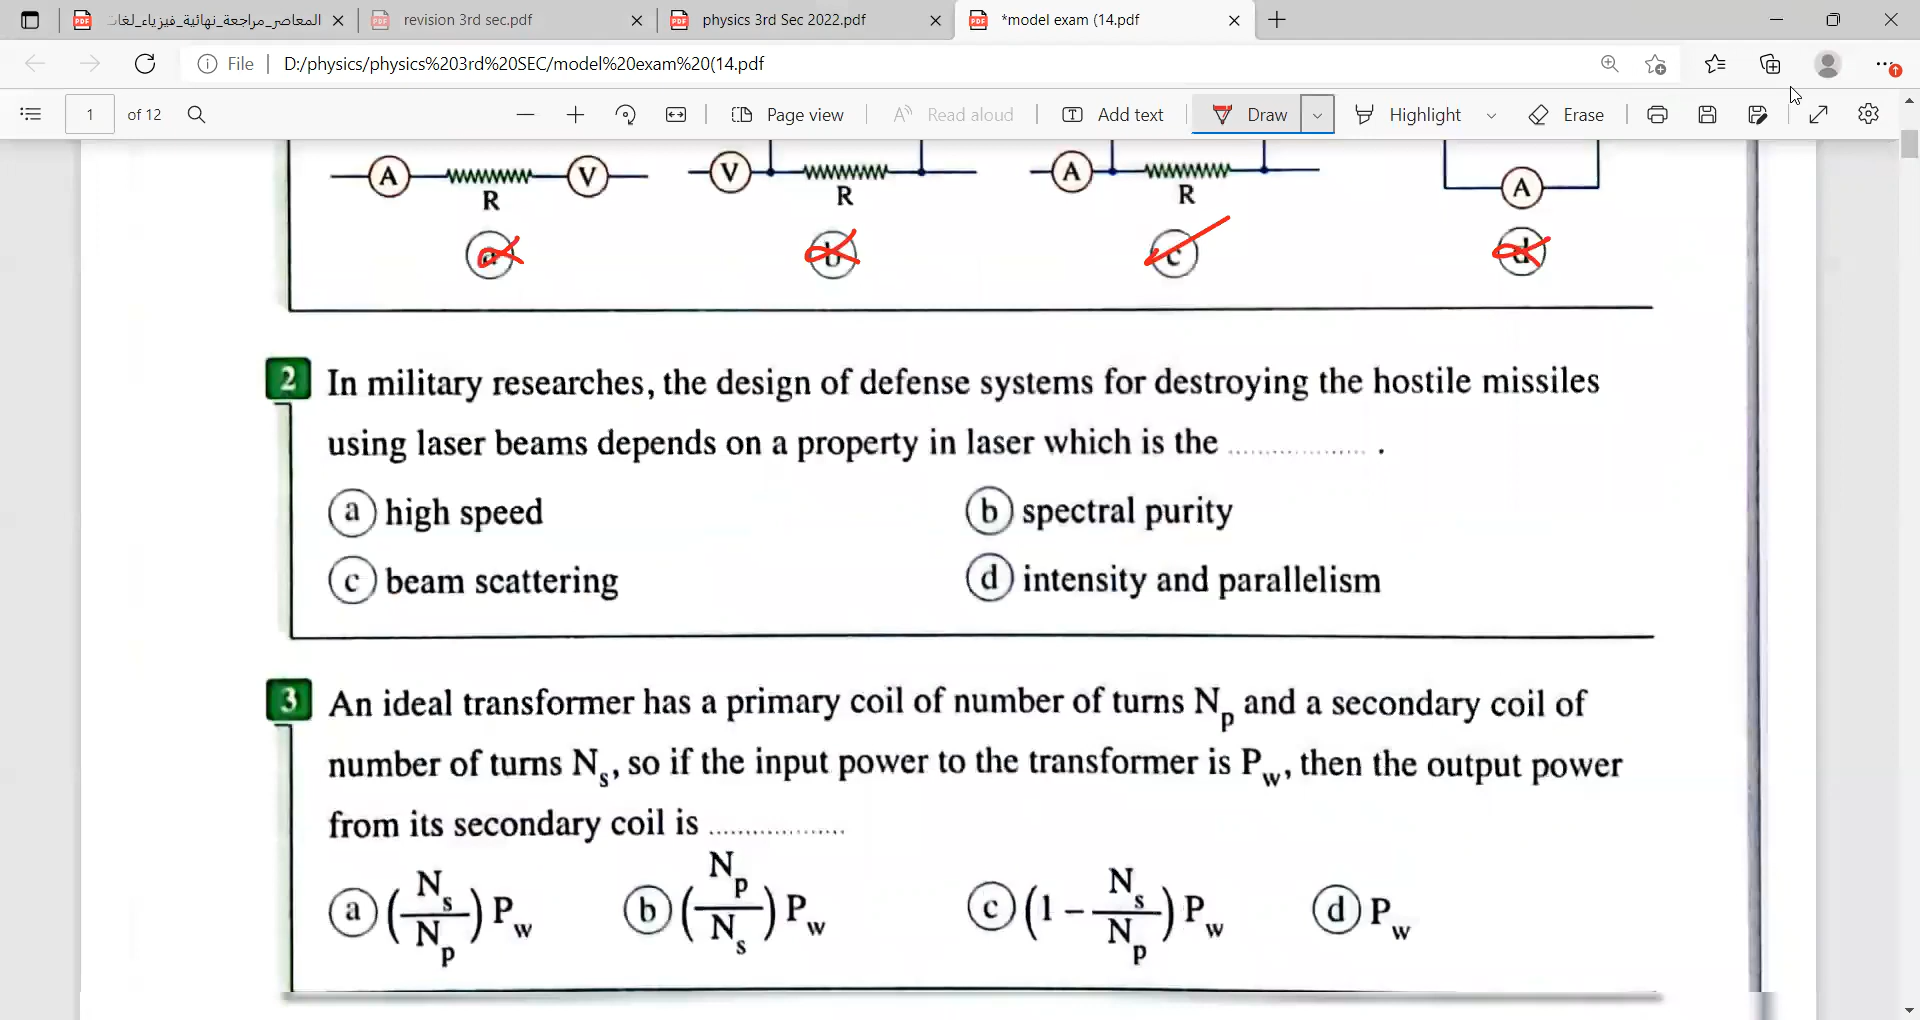 المعاصر_مراجعة_نهائية_فيزياء_لغات
revision 3rd sec.pdf
physics 3rd Sec 2022.pdf
*model exam (14.pdf
File
D:/physics/physics%203rd%20SEC/model%20exam%20(14.pdf
1 of 12
Page view
Read aloud
Add text
Draw
Highlight
Erase
A V V A A
R R R
a b c d
2 In military researches, the design of defense systems for destroying the hostile missiles
using laser beams depends on a property in laser which is the .................. .
a high speed b spectral purity
c beam scattering d intensity and parallelism
3 An ideal transformer has a primary coil of number of turns Np and a secondary coil of
number of turns Ns, so if the input power to the transformer is Pw, then the output power
from its secondary coil is ..................
a (Ns/Np) Pw b (Np/Ns) Pw c (1 - Ns/Np) Pw d Pw